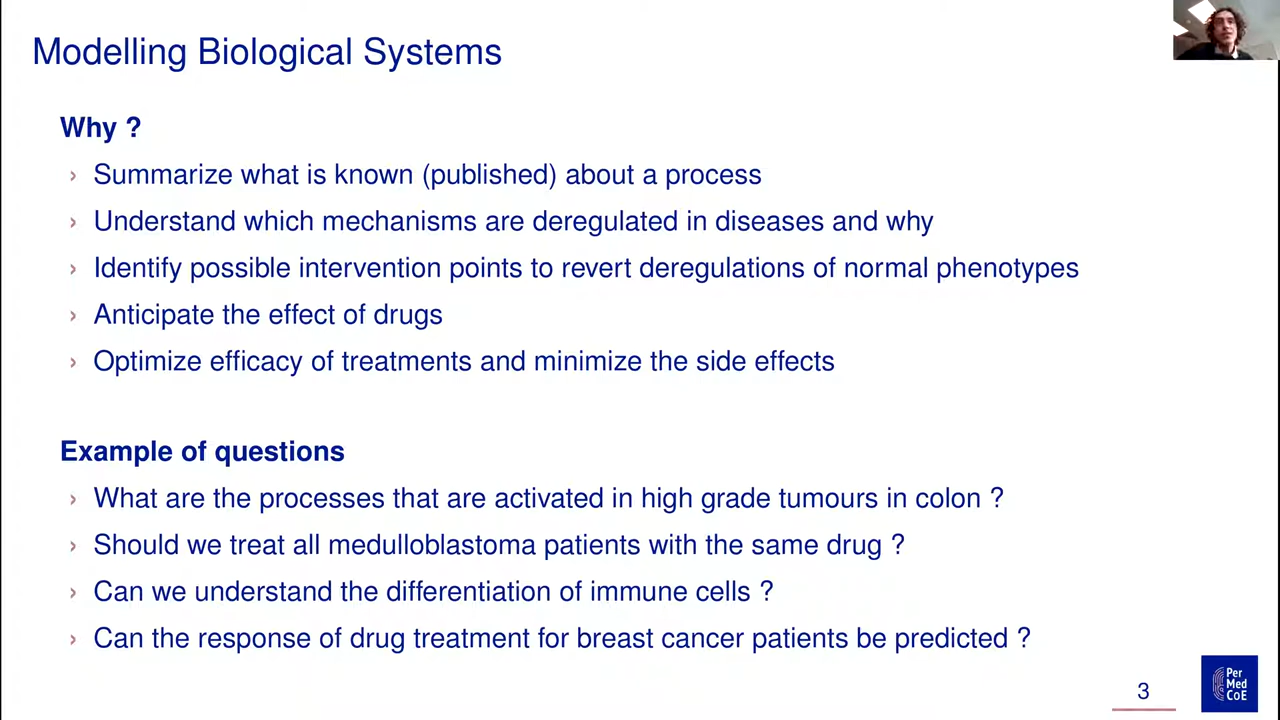 Modelling Biological Systems
Why ?
› Summarize what is known (published) about a process
› Understand which mechanisms are deregulated in diseases and why
› Identify possible intervention points to revert deregulations of normal phenotypes
› Anticipate the effect of drugs
› Optimize efficacy of treatments and minimize the side effects
Example of questions
› What are the processes that are activated in high grade tumours in colon ?
› Should we treat all medulloblastoma patients with the same drug ?
› Can we understand the differentiation of immune cells ?
› Can the response of drug treatment for breast cancer patients be predicted ?
3
Per
Med
CoE